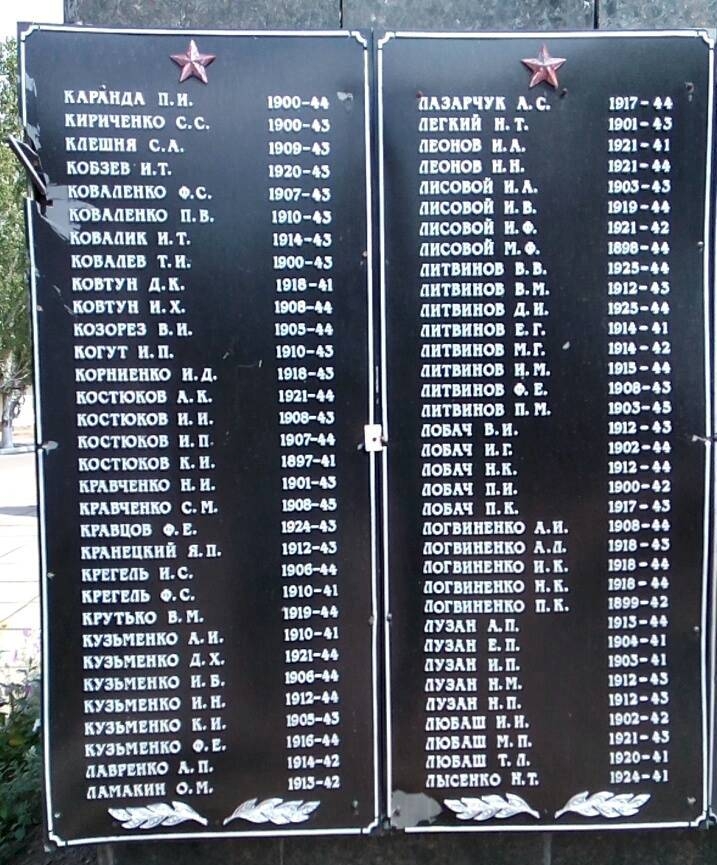 КАРАНДА П.И. 1900-44
КИРИЧЕНКО С.С. 1900-43
КЛЕШНЯ С.А. 1909-43
КОБЗЕВ И.Т. 1920-43
КОВАЛЕНКО Ф.С. 1907-43
КОВАЛЕНКО П.В. 1910-43
КОВАЛИК И.Т. 1914-43
КОВАЛЕВ Т.И. 1900-43
КОВТУН Д.К. 1918-41
КОВТУН И.Х. 1908-44
КОЗОРЕЗ В.И. 1905-44
КОГУТ И.П. 1910-43
КОРНИЕНКО И.Д. 1918-43
КОСТЮКОВ А.К. 1921-44
КОСТЮКОВ И.И. 1908-43
КОСТЮКОВ И.П. 1907-44
КОСТЮКОВ К.И. 1897-41
КРАВЧЕНКО Н.И. 1901-43
КРАВЧЕНКО С.М. 1908-45
КРАВЦОВ Ф.Е. 1924-43
КРАНЕЦКИЙ Я.П. 1912-43
КРЕГЕЛЬ И.С. 1906-44
КРЕГЕЛЬ Ф.С. 1910-41
КРУТЬКО В.М. 1919-44
КУЗЬМЕНКО А.И. 1910-41
КУЗЬМЕНКО Д.Х. 1921-44
КУЗЬМЕНКО И.В. 1906-44
КУЗЬМЕНКО И.Н. 1912-44
КУЗЬМЕНКО К.И. 1905-43
КУЗЬМЕНКО Ф.Е. 1916-44
ЛАВРЕНКО А.П. 1914-42
ЛАМАКИН О.М. 1913-42
ЛАЗАРЧУК А.С. 1917-44
ЛЕГКИЙ Н.Т. 1901-43
ЛЕОНОВ И.А. 1921-41
ЛЕОНОВ Н.Н. 1921-44
ЛИСОВОЙ И.А. 1903-43
ЛИСОВОЙ И.В. 1919-44
ЛИСОВОЙ И.Ф. 1921-42
ЛИСОВОЙ М.Ф. 1898-44
ЛИТВИНОВ В.В. 1925-44
ЛИТВИНОВ В.М. 1912-43
ЛИТВИНОВ Д.И. 1925-44
ЛИТВИНОВ Е.Г. 1914-41
ЛИТВИНОВ М.Г. 1914-42
ЛИТВИНОВ И.М. 1915-44
ЛИТВИНОВ Ф.Е. 1908-43
ЛИТВИНОВ П.М. 1903-45
ЛОБАЧ В.И. 1912-43
ЛОБАЧ И.Г. 1902-44
ЛОБАЧ Н.К. 1912-44
ЛОБАЧ П.И. 1900-42
ЛОБАЧ П.К. 1917-43
ЛОГВИНЕНКО А.И. 1908-44
ЛОГВИНЕНКО А.Л. 1918-43
ЛОГВИНЕНКО И.К. 1918-44
ЛОГВИНЕНКО Н.К. 1918-44
ЛОГВИНЕНКО П.К. 1899-42
ЛУЗАН А.П. 1913-44
ЛУЗАН Е.П. 1904-41
ЛУЗАН И.П. 1903-41
ЛУЗАН Н.М. 1912-43
ЛУЗАН Н.П. 1912-43
ЛЮБАШ И.И. 1902-42
ЛЮБАШ М.П. 1921-43
ЛЮБАШ Т.Л. 1920-41
ЛЫСЕНКО Н.Т. 1924-41